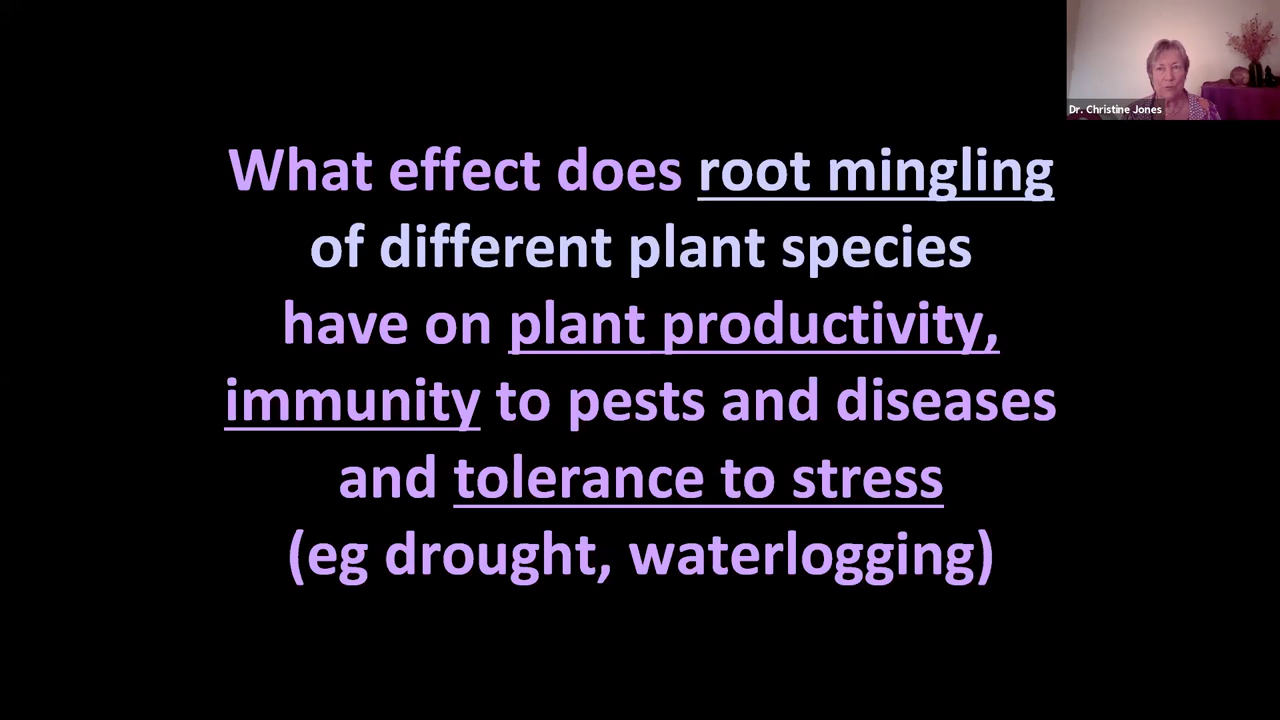 Dr. Christine Jones
What effect does root mingling
of different plant species
have on plant productivity,
immunity to pests and diseases
and tolerance to stress
(eg drought, waterlogging)